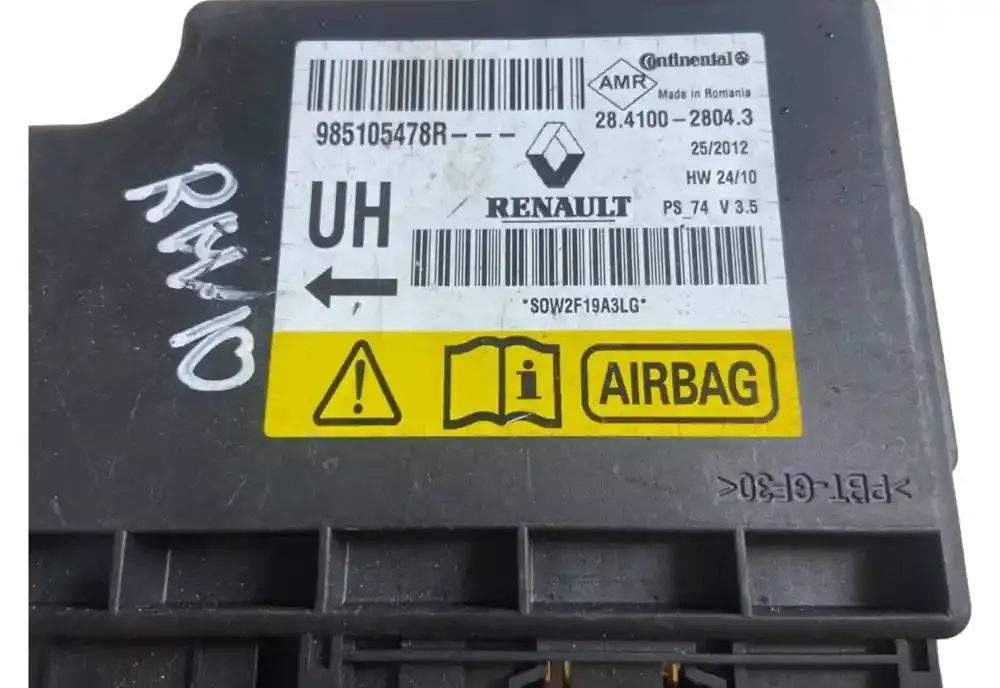 Continental
AMR
Made in Romania
985105478R---
28.4100-2804.3
25/2012
HW 24/10
UH
RENAULT
PS_74 V 3.5
*S0W2F19A3LG*
AIRBAG
>PBT-GF30<